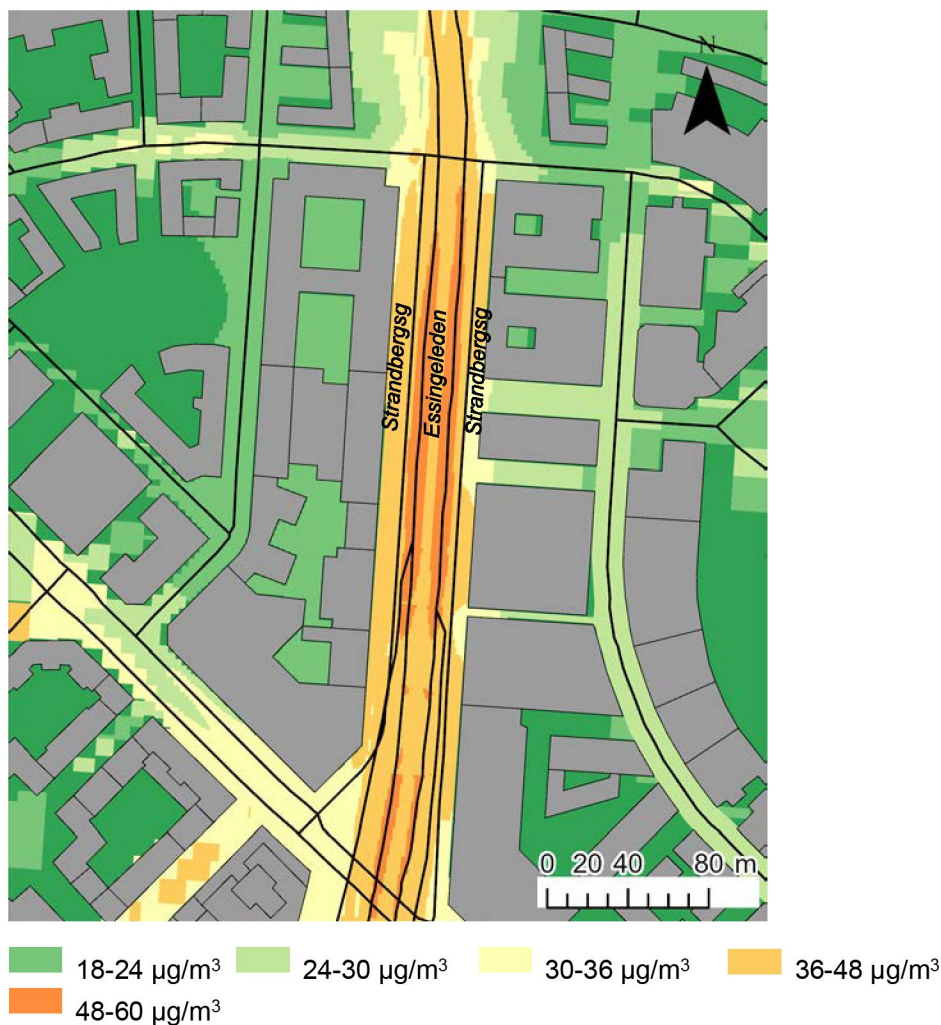 N
Strandbergsg
Essingeleden
Strandbergsg
0 20 40 80 m
18-24 µg/m³ 24-30 µg/m³ 30-36 µg/m³ 36-48 µg/m³
48-60 µg/m³